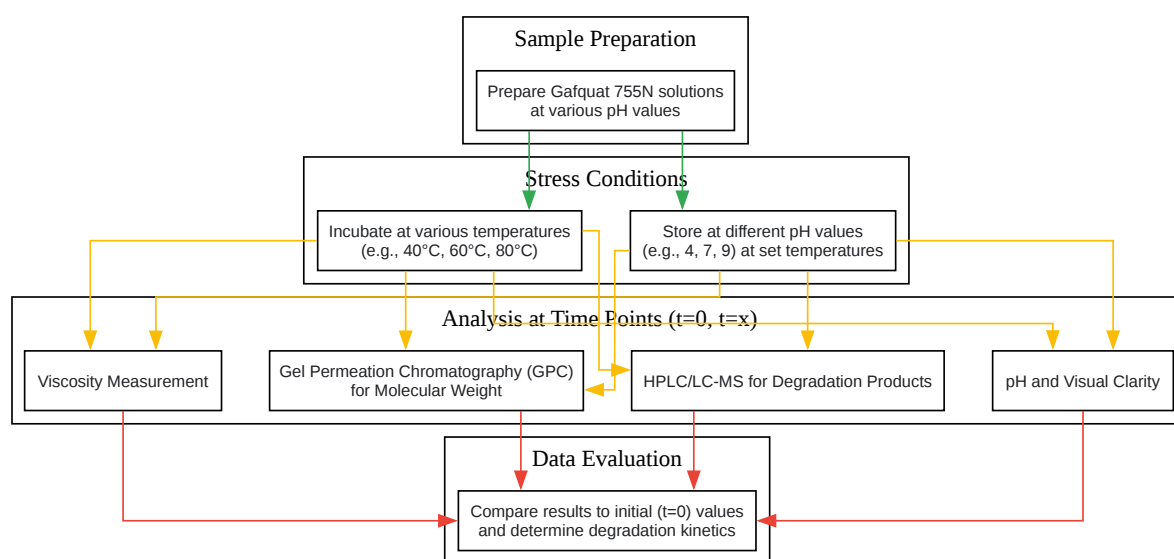 Sample Preparation
Prepare Gafquat 755N solutions
at various pH values
Stress Conditions
Incubate at various temperatures
(e.g., 40°C, 60°C, 80°C)
Store at different pH values
(e.g., 4, 7, 9) at set temperatures
Analysis at Time Points (t=0, t=x)
Viscosity Measurement
Gel Permeation Chromatography (GPC)
for Molecular Weight
HPLC/LC-MS for Degradation Products
pH and Visual Clarity
Data Evaluation
Compare results to initial (t=0) values
and determine degradation kinetics